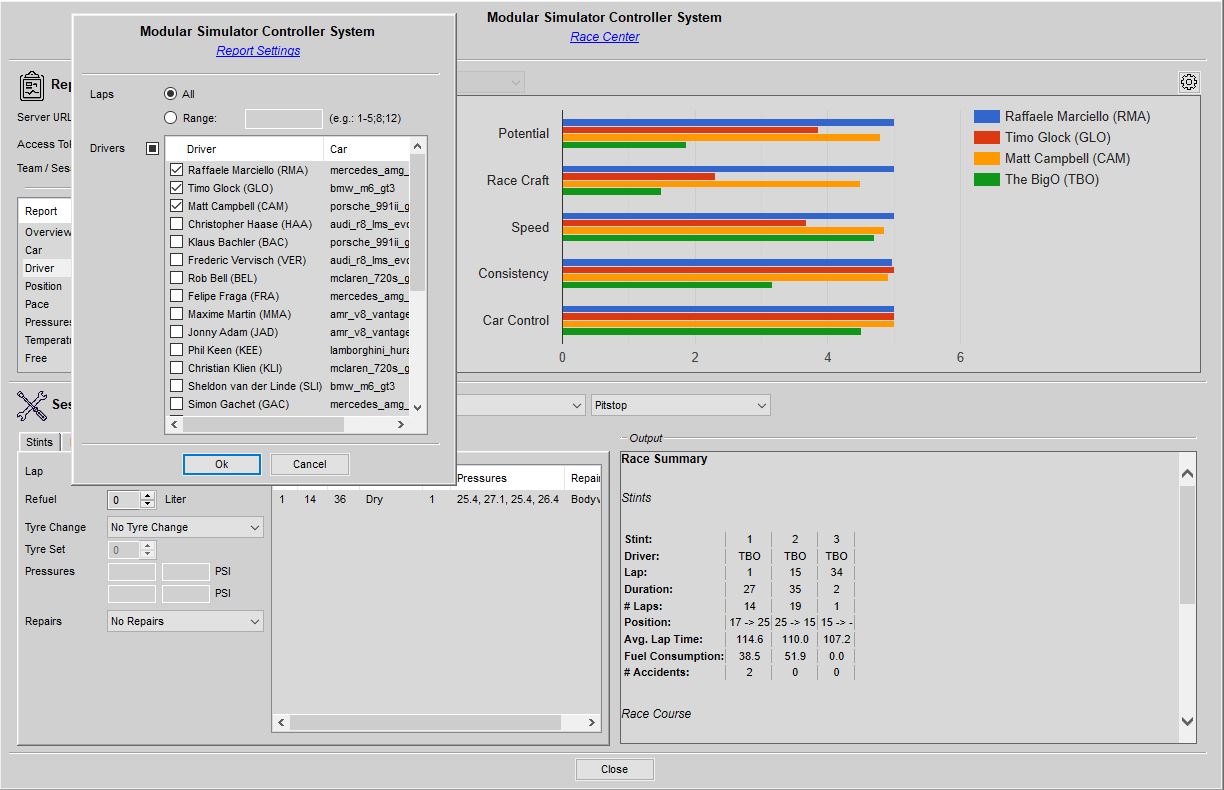 Modular Simulator Controller System
Race Center
Modular Simulator Controller System
Report Settings
Laps
All
Range:
(e.g.: 1-5;8;12)
Drivers
Driver Car
Raffaele Marciello (RMA) mercedes_amg_
Timo Glock (GLO) bmw_m6_gt3
Matt Campbell (CAM) porsche_991ii_g
Christopher Haase (HAA) audi_r8_lms_evo
Klaus Bachler (BAC) porsche_991ii_g
Frederic Vervisch (VER) audi_r8_lms_evo
Rob Bell (BEL) mclaren_720s_g
Felipe Fraga (FRA) mercedes_amg_
Maxime Martin (MMA) amr_v8_vantage
Jonny Adam (JAD) amr_v8_vantage
Phil Keen (KEE) lamborghini_hura
Christian Klien (KLI) mclaren_720s_g
Sheldon van der Linde (SLI) bmw_m6_gt3
Simon Gachet (GAC) mercedes_amg_
Ok Cancel
Rep
Server URL
Access Tok
Team / Ses
Report
Overview
Car
Driver
Position
Pace
Pressures
Temperatu
Free
Potential
Race Craft
Speed
Consistency
Car Control
0 2 4 6
Raffaele Marciello (RMA)
Timo Glock (GLO)
Matt Campbell (CAM)
The BigO (TBO)
Ses
Pitstop
Stints
Lap
Refuel 0 Liter
Tyre Change No Tyre Change
Tyre Set 0
Pressures PSI
PSI
Repairs No Repairs
Pressures Repai
1 14 36 Dry 1 25.4, 27.1, 25.4, 26.4 Bodyw
Output
Race Summary
Stints
Stint: 1 2 3
Driver: TBO TBO TBO
Lap: 1 15 34
Duration: 27 35 2
# Laps: 14 19 1
Position: 17 -> 25 25 -> 15 15 -> -
Avg. Lap Time: 114.6 110.0 107.2
Fuel Consumption: 38.5 51.9 0.0
# Accidents: 2 0 0
Race Course
Close